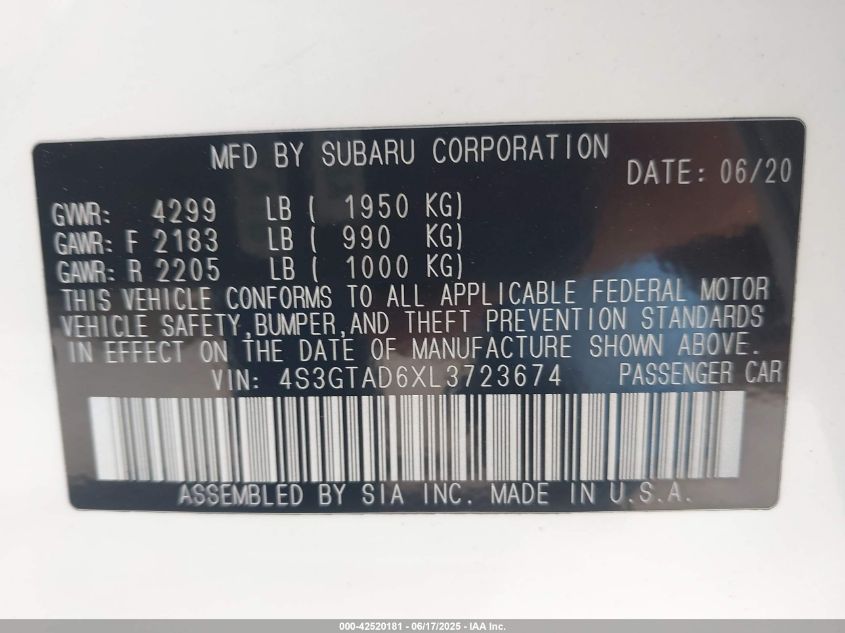 MFD BY SUBARU CORPORATION
DATE: 06/20
GVWR: 4299 LB ( 1950 KG)
GAWR: F 2183 LB ( 990 KG)
GAWR: R 2205 LB ( 1000 KG)
THIS VEHICLE CONFORMS TO ALL APPLICABLE FEDERAL MOTOR
VEHICLE SAFETY,BUMPER,AND THEFT PREVENTION STANDARDS
IN EFFECT ON THE DATE OF MANUFACTURE SHOWN ABOVE.
VIN: 4S3GTAD6XL3723674 PASSENGER CAR
ASSEMBLED BY SIA INC. MADE IN U.S.A.
000-42520181 - 06/17/2025 - IAA Inc.